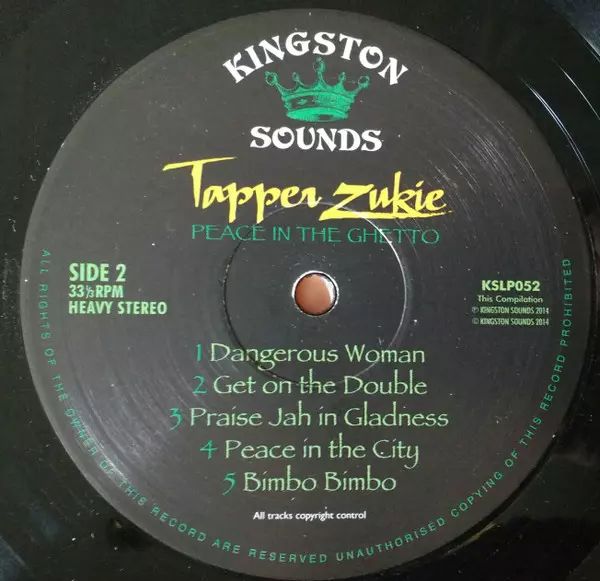 KINGSTON
SOUNDS
Tapper Zukie
PEACE IN THE GHETTO
SIDE 2
33⅓RPM
HEAVY STEREO
KSLP052
This Compilation
℗ KINGSTON SOUNDS 2014
© KINGSTON SOUNDS 2014
1 Dangerous Woman
2 Get on the Double
3 Praise Jah in Gladness
4 Peace in the City
5 Bimbo Bimbo
All tracks copyright control
ALL RIGHTS OF THE OWNER OF THIS RECORD ARE RESERVED UNAUTHORISED COPYING OF THIS RECORD PROHIBITED